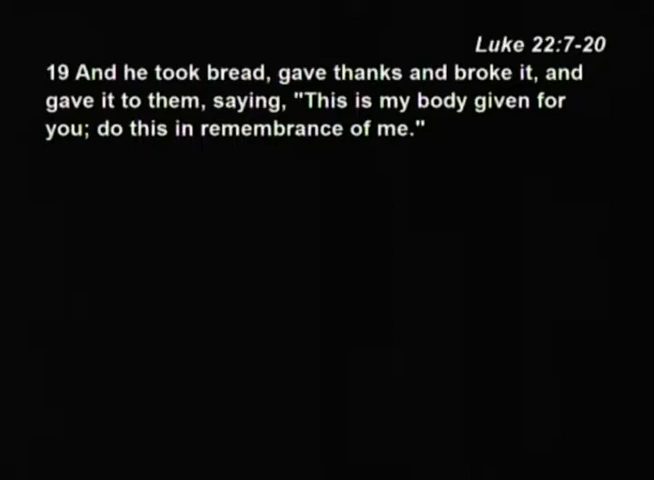 Luke 22:7-20
19 And he took bread, gave thanks and broke it, and
gave it to them, saying, "This is my body given for
you; do this in remembrance of me."